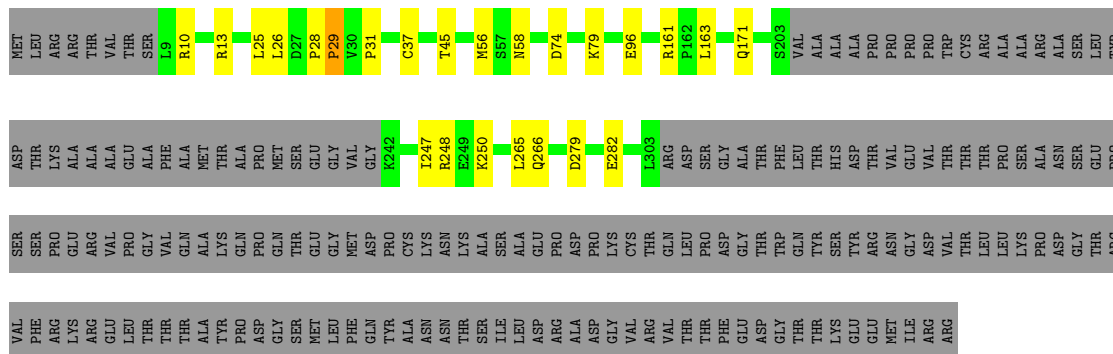 MET LEU ARG ARG THR VAL THR SER L9 R10 R13 L25 L26 D27 P28 P29 V30 P31 C37 T45 M56 S57 N58 D74 K79 E96 R161 P162 L163 Q171 S203 VAL ALA ALA ALA PRO PRO PRO PRO TRP CYS ARG ALA ALA ARG ALA SER LEU
ASP THR LYS ALA ALA ALA GLU ALA PHE ALA MET THR ALA PRO MET SER GLU GLY VAL GLY K242 I247 R248 E249 K250 L265 Q266 D279 E282 L303 ARG ASP SER GLY ALA THR PHE LEU THR HIS ASP THR VAL GLU VAL THR THR THR PRO SER ALA ASN SER GLU
SER SER PRO GLU ARG VAL PRO GLY VAL GLN ALA LYS GLN PRO GLN THR GLU GLY MET ASP PRO CYS LYS ASN LYS ALA SER ALA GLU PRO ASP PRO LYS CYS THR GLN LEU PRO ASP GLY THR TRP GLN TYR SER TYR ARG ASN GLY ASP VAL THR LEU LEU LYS PRO ASP GLY THR
VAL PHE ARG LYS ARG GLU LEU THR THR THR ALA TYR PRO ASP GLY SER MET LEU PHE GLN TYR ALA ASN ASN THR SER ILE LEU ASP ARG ALA ASP GLY VAL ARG VAL THR THR PHE GLU ASP GLY THR THR LYS GLU GLU MET ILE ARG ARG